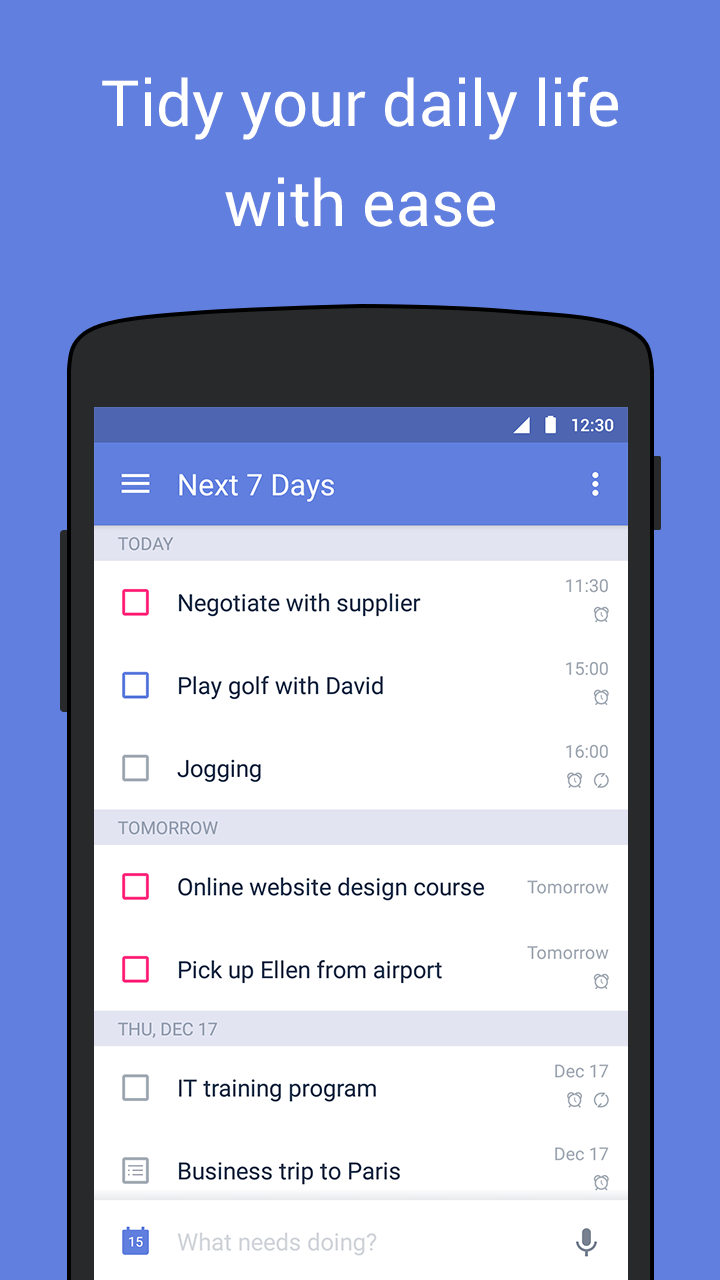 Tidy your daily life
with ease
12:30
Next 7 Days
TODAY
Negotiate with supplier
11:30
Play golf with David
15:00
Jogging
16:00
TOMORROW
Online website design course
Tomorrow
Pick up Ellen from airport
Tomorrow
THU, DEC 17
IT training program
Dec 17
Business trip to Paris
Dec 17
15
What needs doing?